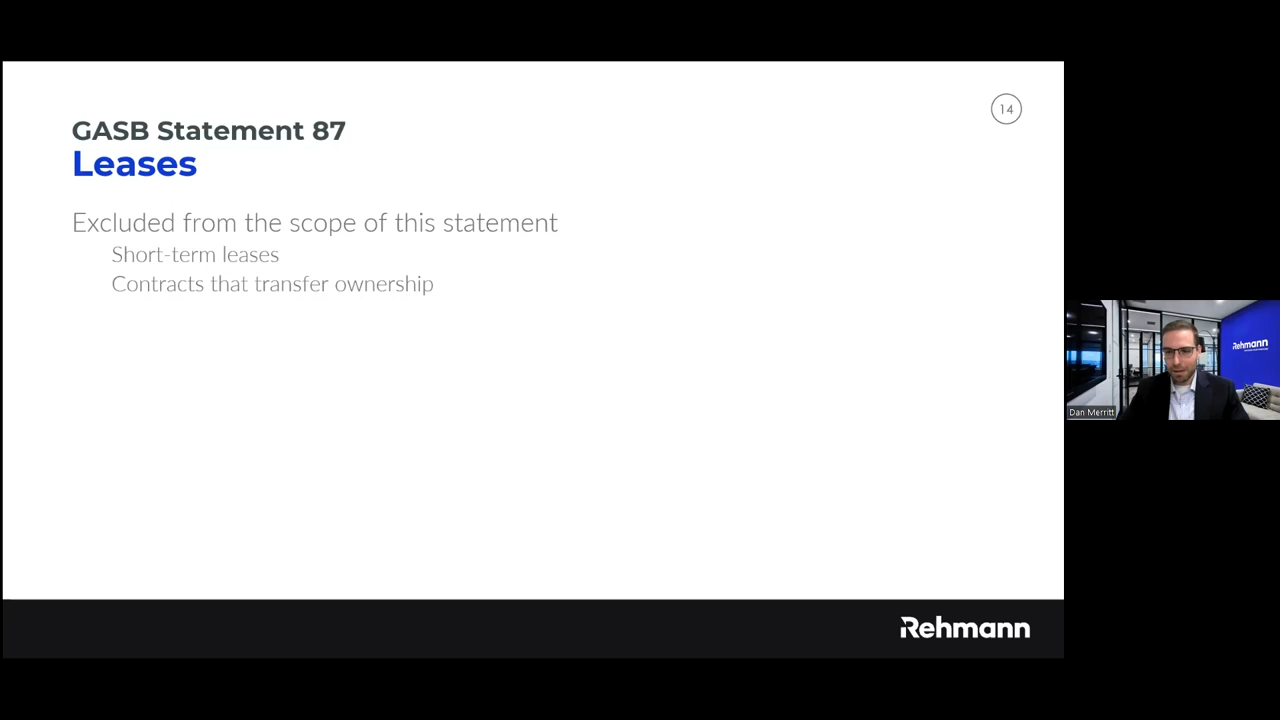 14
GASB Statement 87
Leases
Excluded from the scope of this statement
Short-term leases
Contracts that transfer ownership
Rehmann
Dan Merritt
Rehmann